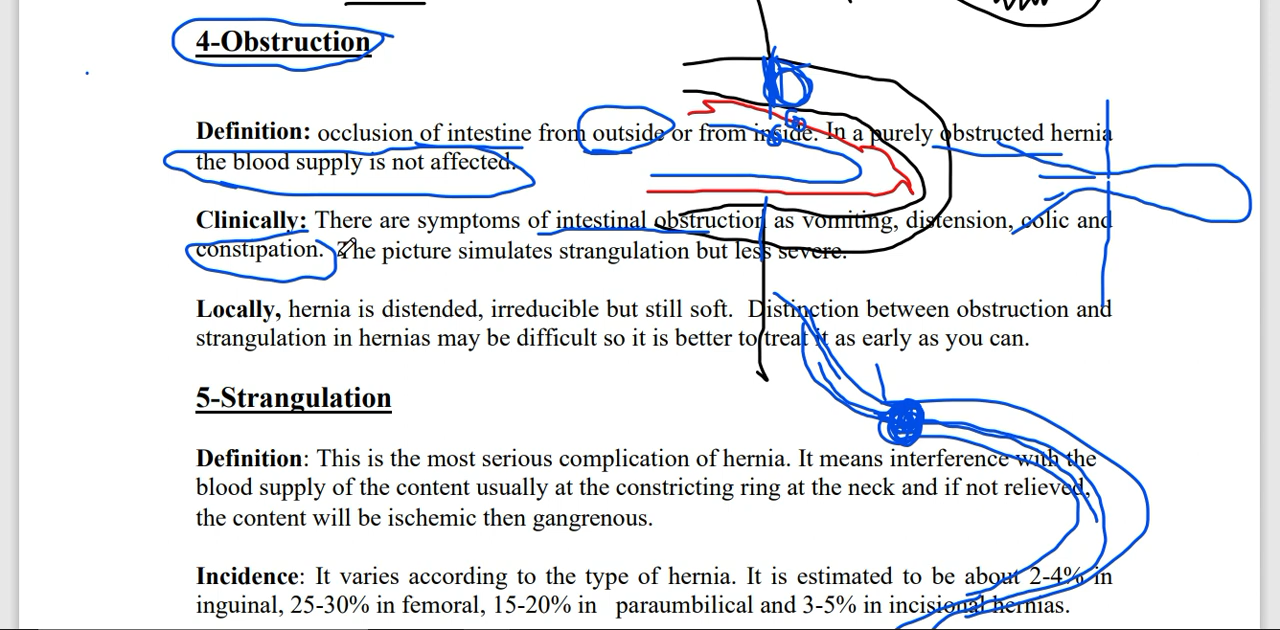 4-Obstruction
Definition: occlusion of intestine from outside or from inside. In a purely obstructed hernia
the blood supply is not affected.
Clinically: There are symptoms of intestinal obstruction as vomiting, distension, colic and
constipation. The picture simulates strangulation but less severe.
Locally, hernia is distended, irreducible but still soft. Distinction between obstruction and
strangulation in hernias may be difficult so it is better to treat it as early as you can.
5-Strangulation
Definition: This is the most serious complication of hernia. It means interference with the
blood supply of the content usually at the constricting ring at the neck and if not relieved,
the content will be ischemic then gangrenous.
Incidence: It varies according to the type of hernia. It is estimated to be about 2-4% in
inguinal, 25-30% in femoral, 15-20% in paraumbilical and 3-5% in incisional hernias.